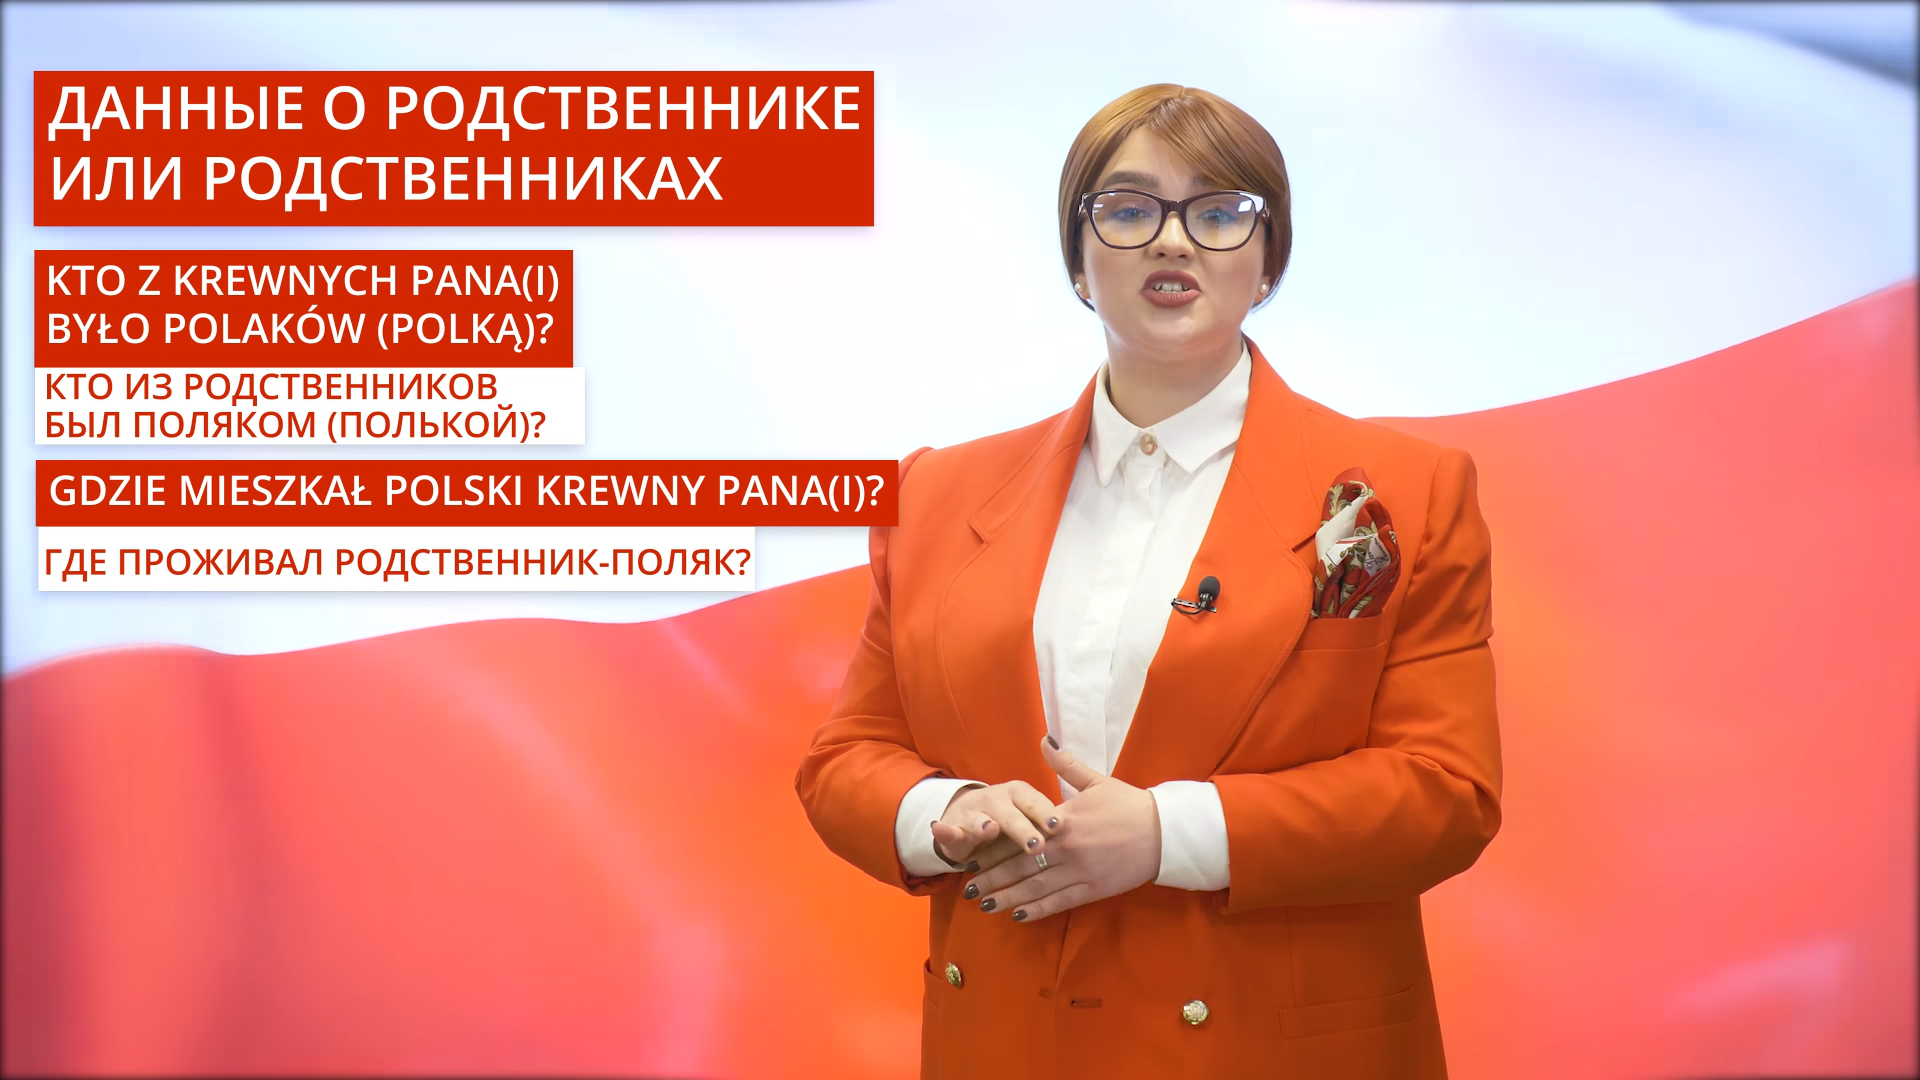 ДАННЫЕ О РОДСТВЕННИКЕ
ИЛИ РОДСТВЕННИКАХ
KTO Z KREWNYCH PANA(I)
BYŁO POLAKÓW (POLKĄ)?
КТО ИЗ РОДСТВЕННИКОВ
БЫЛ ПОЛЯКОМ (ПОЛЬКОЙ)?
GDZIE MIESZKAŁ POLSKI KREWNY PANA(I)?
ГДЕ ПРОЖИВАЛ РОДСТВЕННИК-ПОЛЯК?